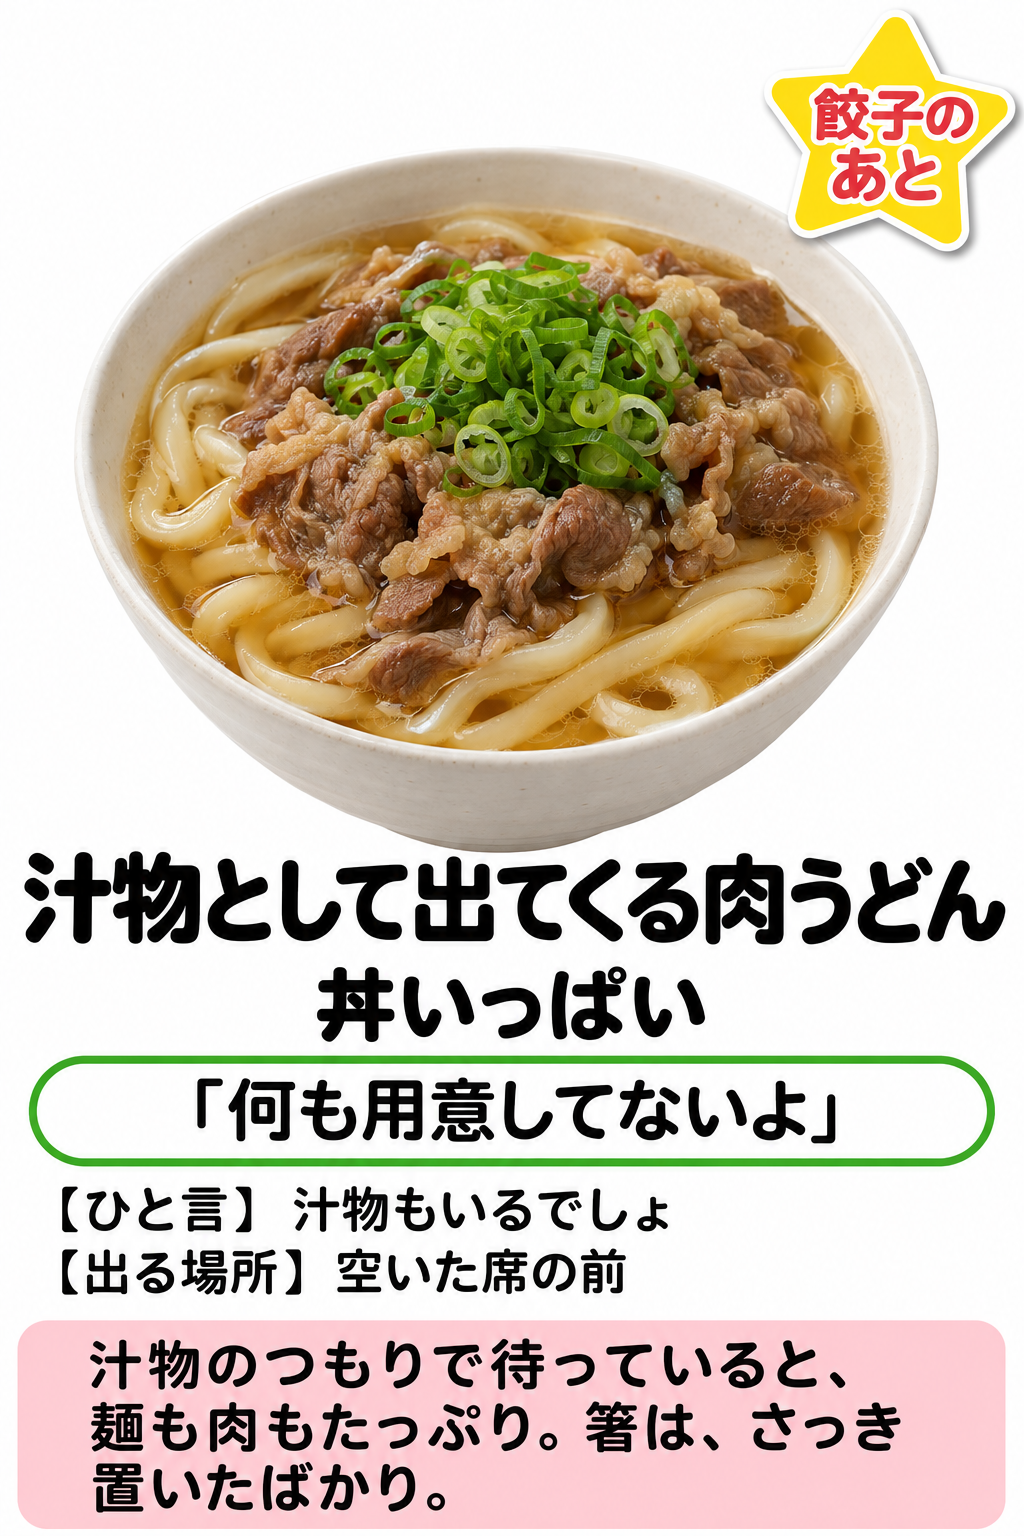 餃子の
あと
汁物として出てくる肉うどん
丼いっぱい
「何も用意してないよ」
【ひと言】 汁物もいるでしょ
【出る場所】 空いた席の前
汁物のつもりで待っていると、
麺も肉もたっぷり。箸は、さっき
置いたばかり。